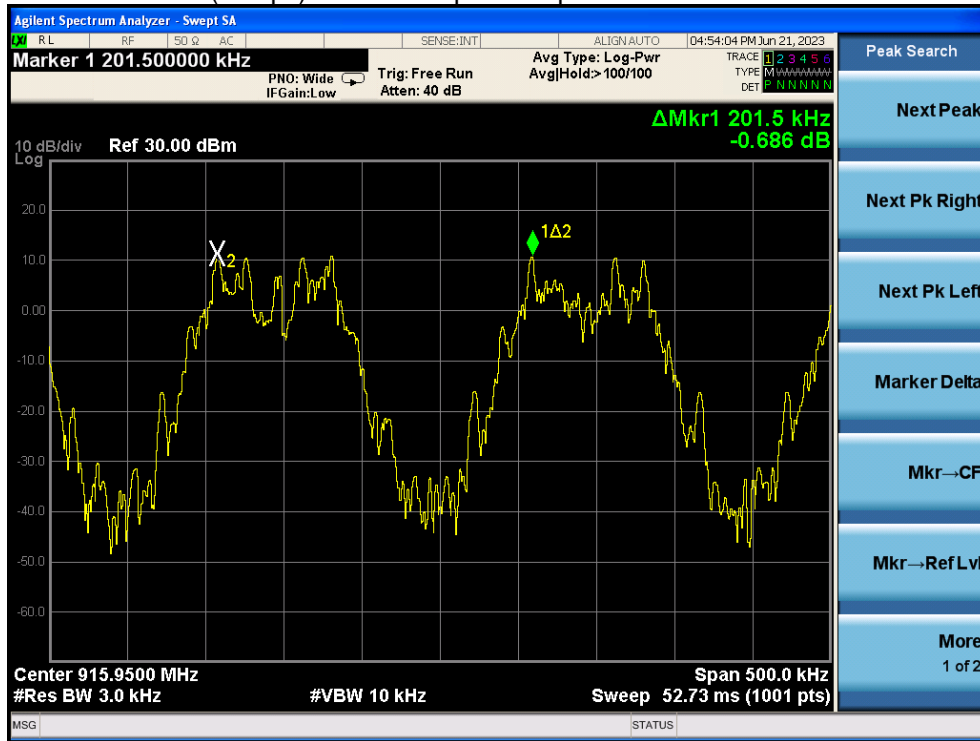 Agilent Spectrum Analyzer - Swept SA
LXI RL RF 50 Ω AC SENSE:INT ALIGN AUTO 04:54:04 PM Jun 21, 2023
Marker 1 201.500000 kHz
PNO: Wide
IFGain:Low
Trig: Free Run
Atten: 40 dB
Avg Type: Log-Pwr
Avg|Hold:>100/100
TRACE 1 2 3 4 5 6
TYPE M WWWWW
DET P N N N N N
Peak Search
ΔMkr1 201.5 kHz
-0.686 dB
10 dB/div Ref 30.00 dBm
Log
20.0
10.0
0.00
-10.0
-20.0
-30.0
-40.0
-50.0
-60.0
X2
1Δ2
Center 915.9500 MHz Span 500.0 kHz
#Res BW 3.0 kHz #VBW 10 kHz Sweep 52.73 ms (1001 pts)
MSG STATUS
Next Peak
Next Pk Right
Next Pk Left
Marker Delta
Mkr→CF
Mkr→Ref Lvl
More
1 of 2